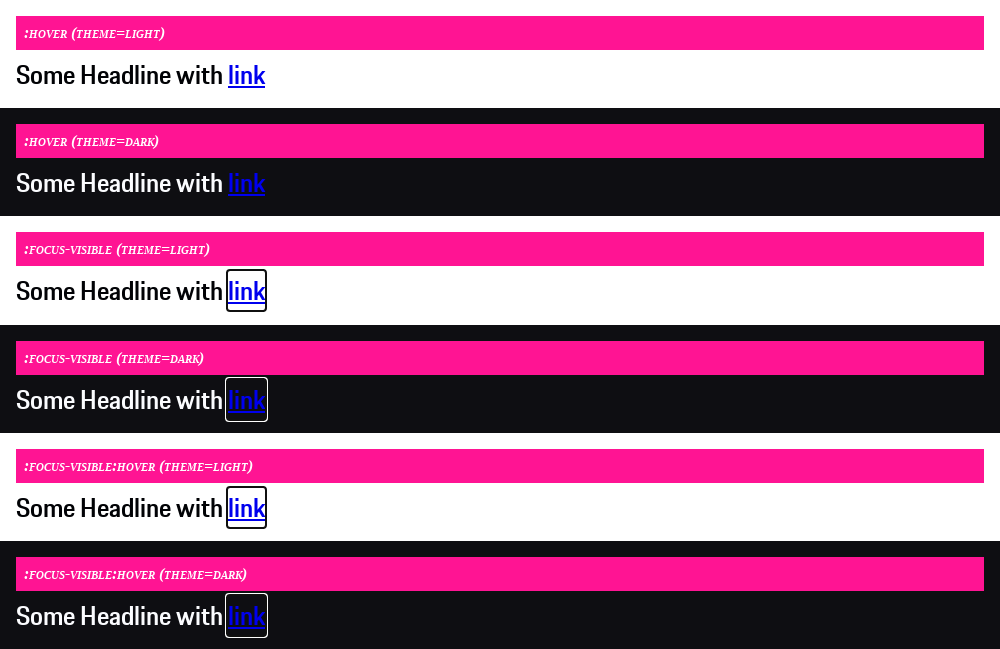 :hover (theme=light)
Some Headline with link
:hover (theme=dark)
Some Headline with link
:focus-visible (theme=light)
Some Headline with link
:focus-visible (theme=dark)
Some Headline with link
:focus-visible:hover (theme=light)
Some Headline with link
:focus-visible:hover (theme=dark)
Some Headline with link